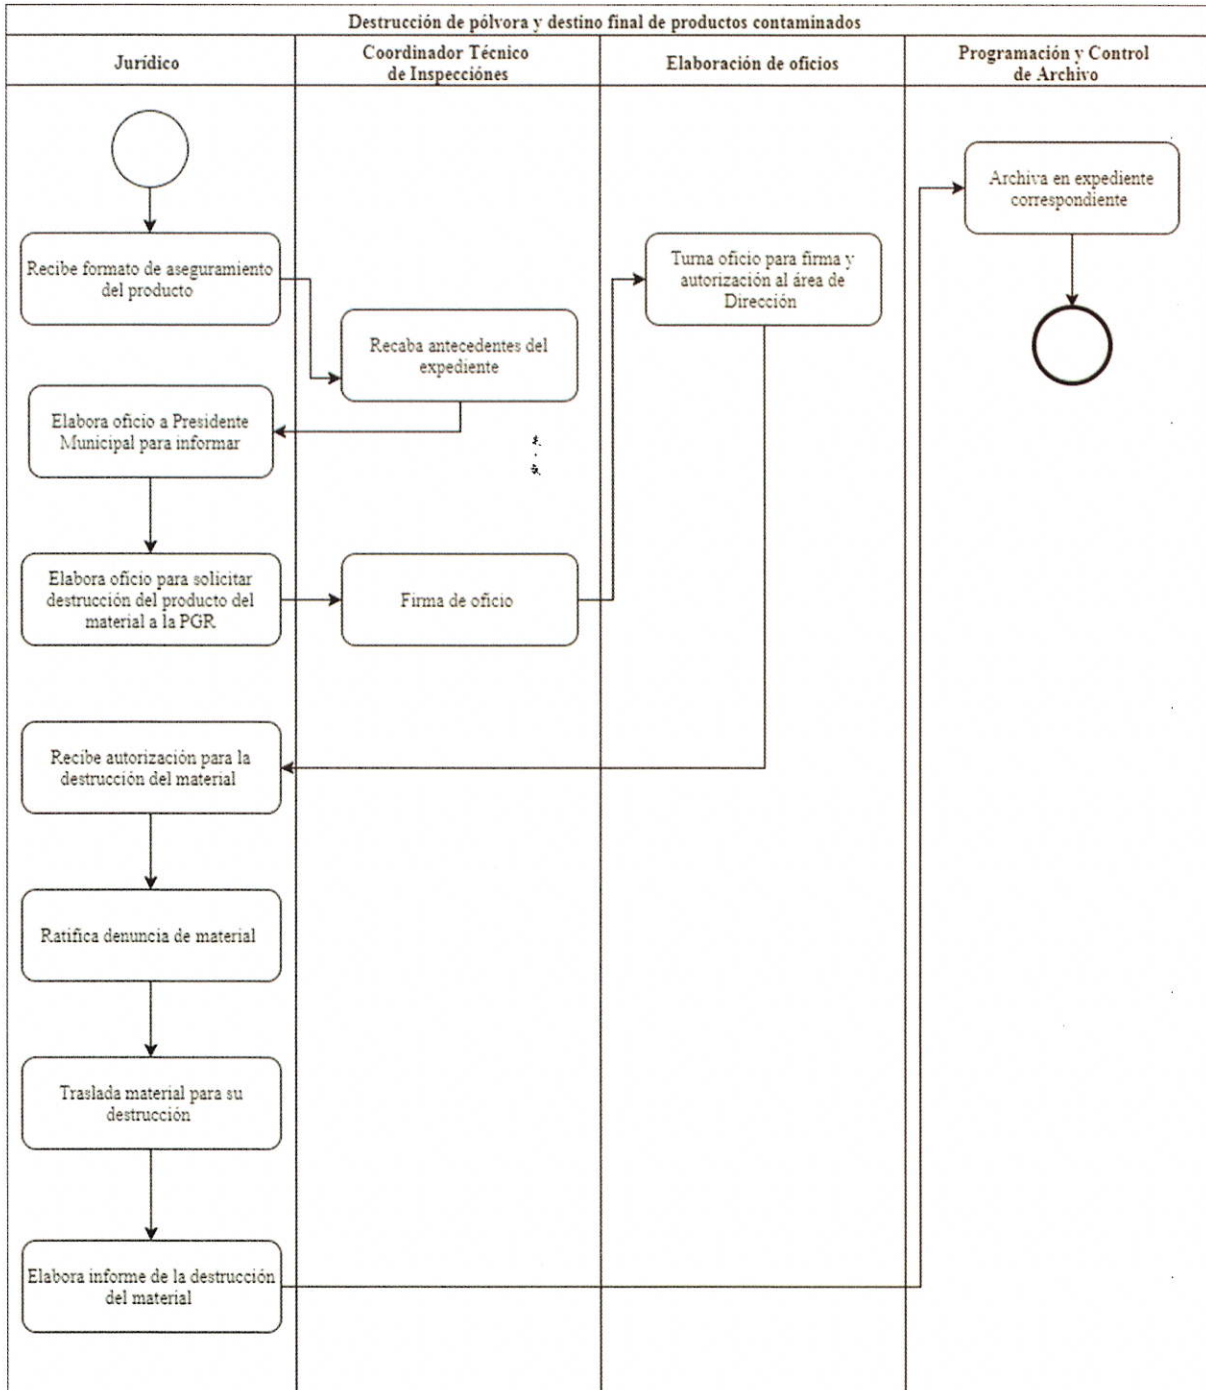 Destrucción de pólvora y destino final de productos contaminados
Jurídico
Coordinador Técnico
de Inspecciónes
Elaboración de oficios
Programación y Control
de Archivo
Recibe formato de aseguramiento
del producto
Recaba antecedentes del
expediente
Elabora oficio a Presidente
Municipal para informar
Elabora oficio para solicitar
destrucción del producto del
material a la PGR
Firma de oficio
Turna oficio para firma y
autorización al área de
Dirección
Recibe autorización para la
destrucción del material
Ratifica denuncia de material
Traslada material para su
destrucción
Elabora informe de la destrucción
del material
Archiva en expediente
correspondiente